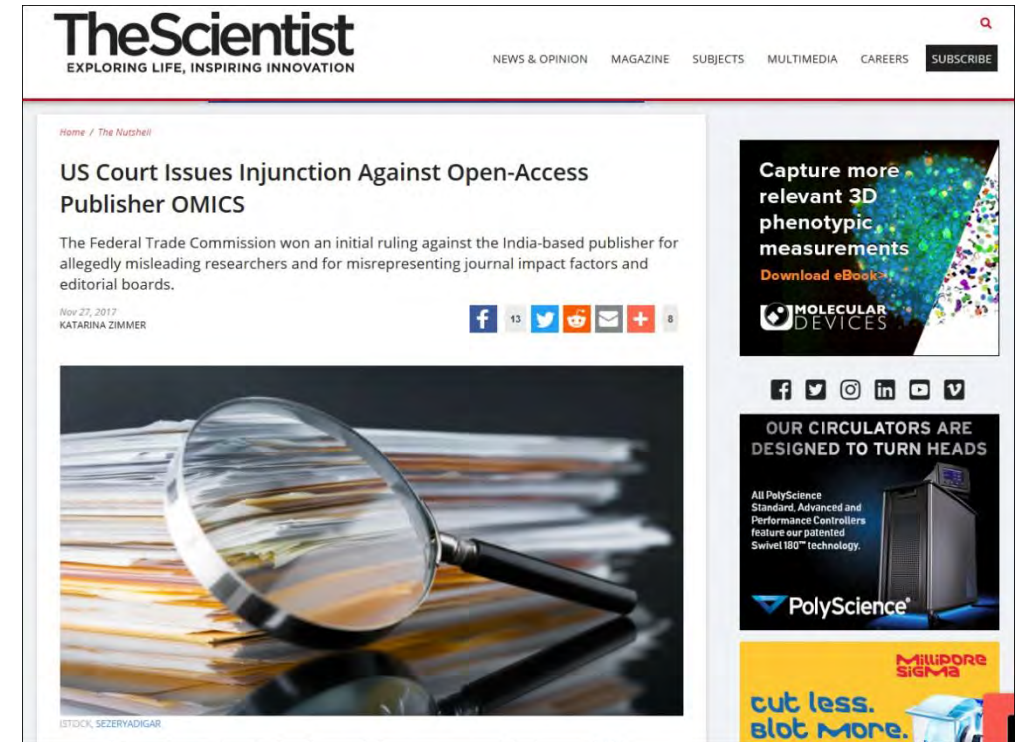 TheScientist
EXPLORING LIFE, INSPIRING INNOVATION
NEWS & OPINION MAGAZINE SUBJECTS MULTIMEDIA CAREERS SUBSCRIBE
Home / The Nutshell
US Court Issues Injunction Against Open-Access
Publisher OMICS
The Federal Trade Commission won an initial ruling against the India-based publisher for
allegedly misleading researchers and for misrepresenting journal impact factors and
editorial boards.
Nov 27, 2017
KATARINA ZIMMER
13
8
ISTOCK, SEZERYADIGAR
Capture more
relevant 3D
phenotypic
measurements
Download eBook>
MOLECULAR
DEVICES
OUR CIRCULATORS ARE
DESIGNED TO TURN HEADS
All PolyScience
Standard, Advanced and
Performance Controllers
feature our patented
Swivel 180™ technology.
PolyScience®
MILLIPORE
SIGMA
cut less.
Blot more.